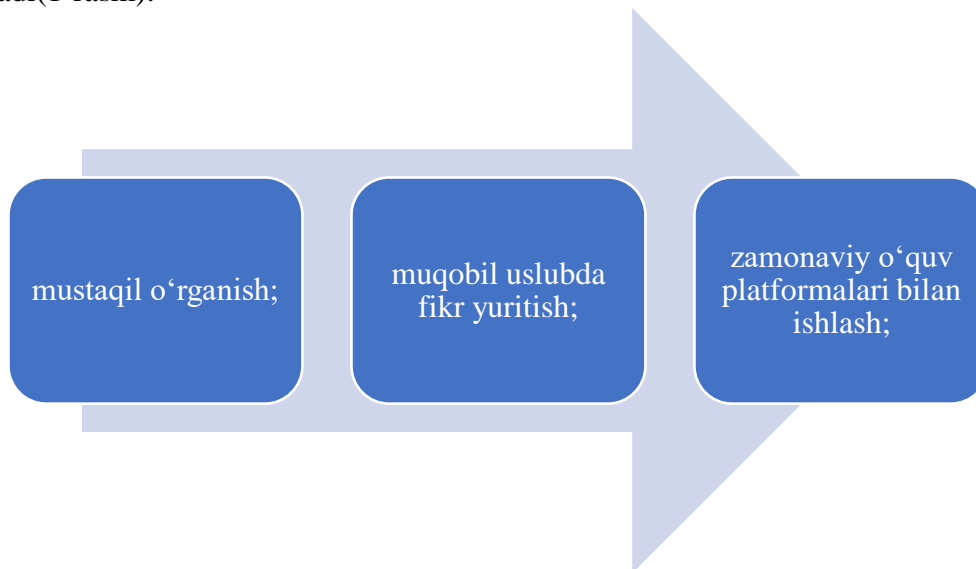 mustaqil o‘rganish;
muqobil uslubda
fikr yuritish;
zamonaviy o‘quv
platformalari bilan
ishlash;